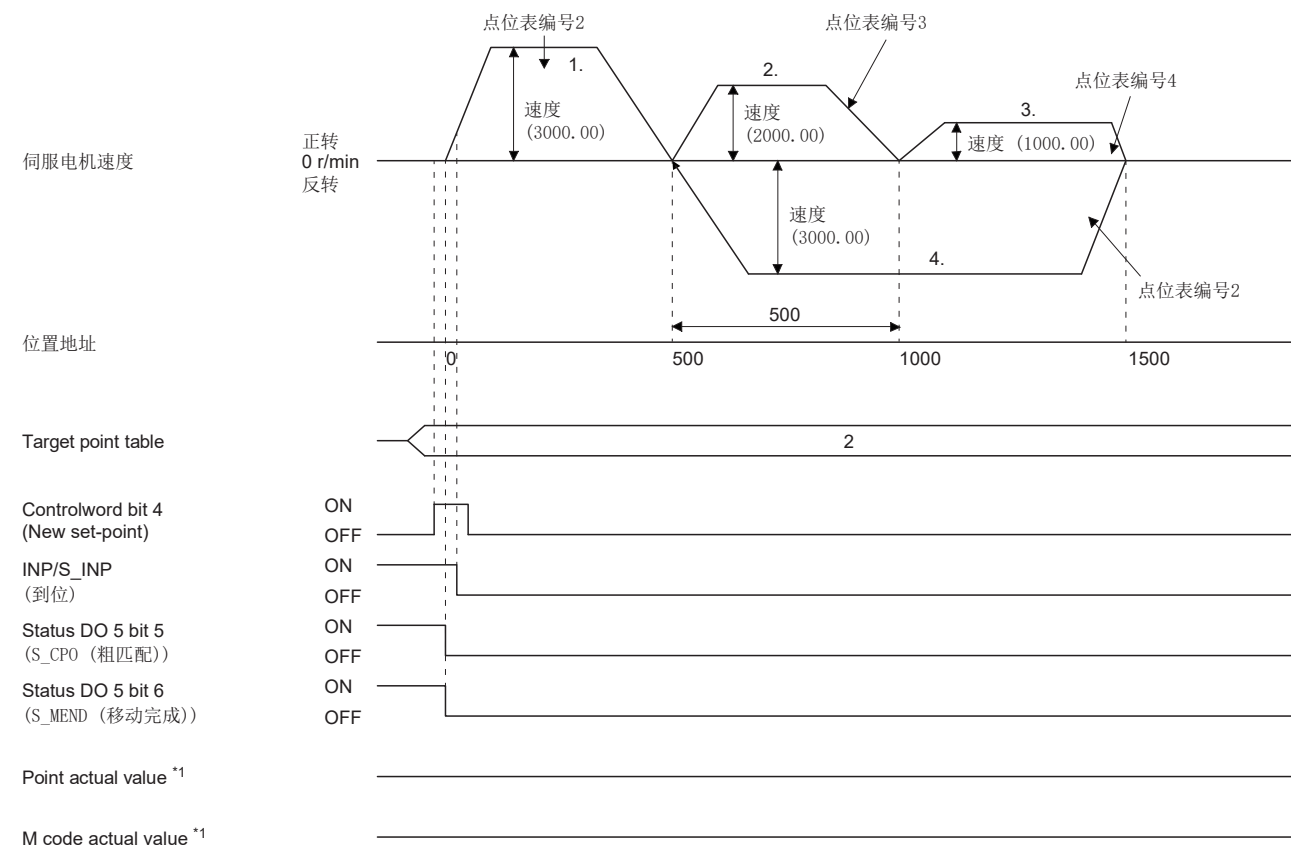 点位表编号2
点位表编号3
点位表编号4
1.
2.
3.
速度
(3000.00)
速度
(2000.00)
速度 (1000.00)
伺服电机速度
正转
0 r/min
反转
速度
(3000.00)
4.
点位表编号2
500
位置地址
0
500
1000
1500
Target point table
2
Controlword bit 4
(New set-point)
ON
OFF
INP/S_INP
(到位)
ON
OFF
Status DO 5 bit 5
(S_CPO (粗匹配))
ON
OFF
Status DO 5 bit 6
(S_MEND (移动完成))
ON
OFF
Point actual value *1
M code actual value *1